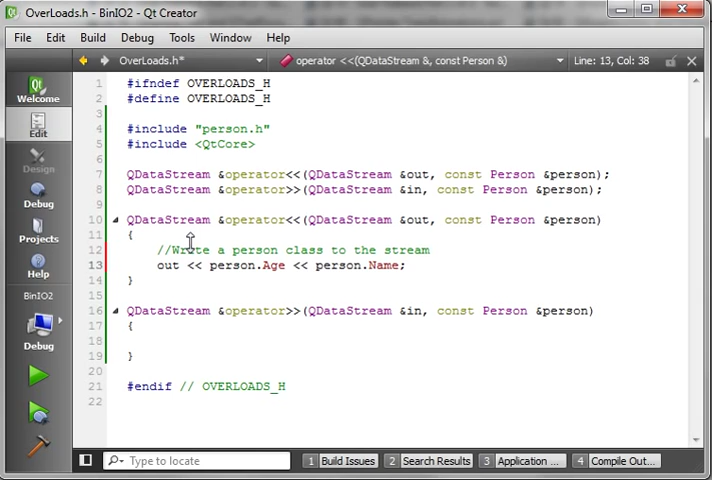 OverLoads.h - BinIO2 - Qt Creator
File Edit Build Debug Tools Window Help
OverLoads.h* operator <<(QDataStream &, const Person &) Line: 13, Col: 38
Qt
Welcome
Edit
Design
Debug
Projects
Help
BinIO2
Debug
1 #ifndef OVERLOADS_H
2 #define OVERLOADS_H
3
4 #include "person.h"
5 #include <QtCore>
6
7 QDataStream &operator<<(QDataStream &out, const Person &person);
8 QDataStream &operator>>(QDataStream &in, const Person &person);
9
10 QDataStream &operator<<(QDataStream &out, const Person &person)
11 {
12 //Wrote a person class to the stream
13 out << person.Age << person.Name;
14 }
15
16 QDataStream &operator>>(QDataStream &in, const Person &person)
17 {
18
19 }
20
21 #endif // OVERLOADS_H
22
Type to locate 1 Build Issues 2 Search Results 3 Application ... 4 Compile Out...